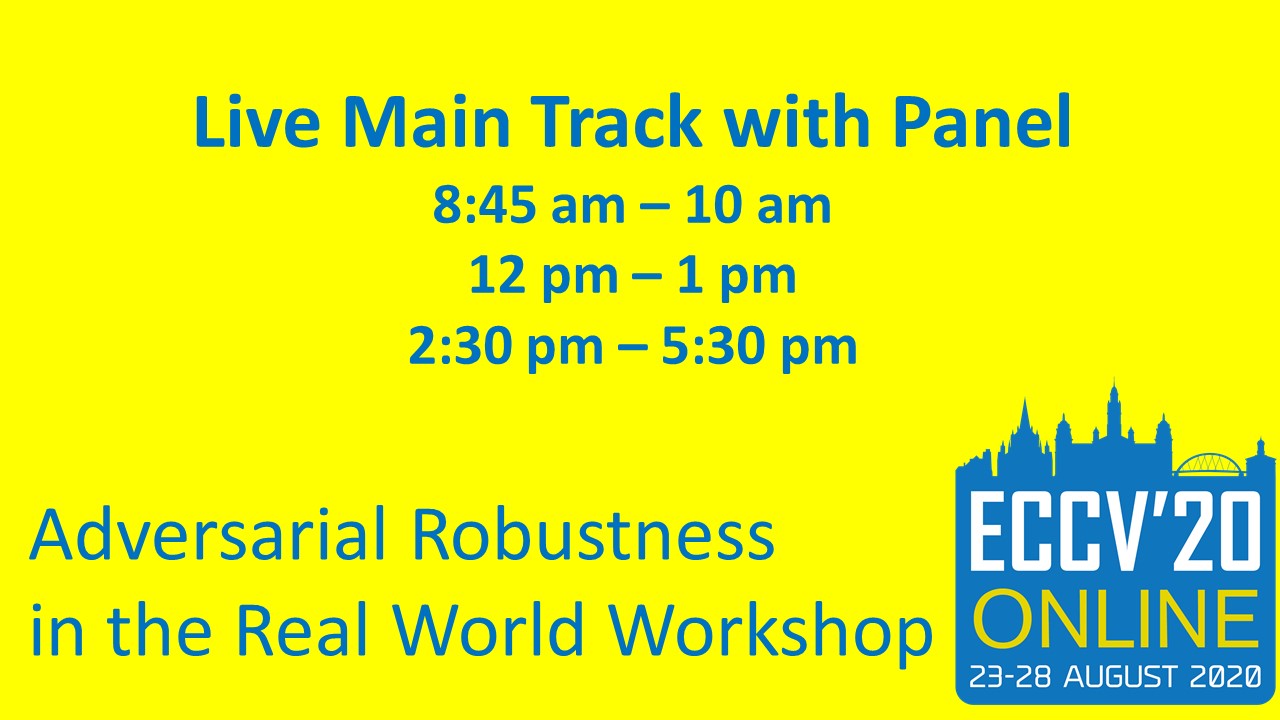 Live Main Track with Panel
8:45 am – 10 am
12 pm – 1 pm
2:30 pm – 5:30 pm
Adversarial Robustness
in the Real World Workshop
ECCV'20
ONLINE
23-28 AUGUST 2020